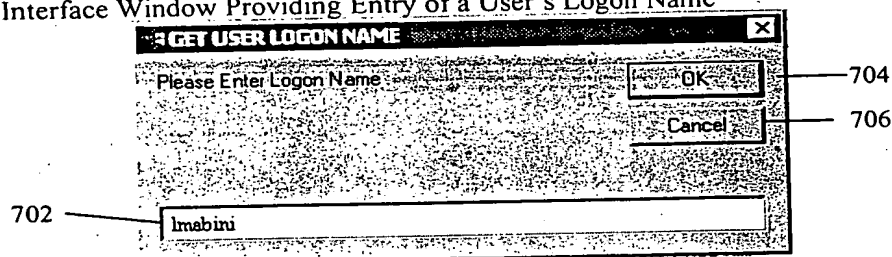 Interface Window Providing Entry of a User's Logon Name
GET USER LOGON NAME
Please Enter Logon Name
OK
704
Cancel
706
702
lmabini